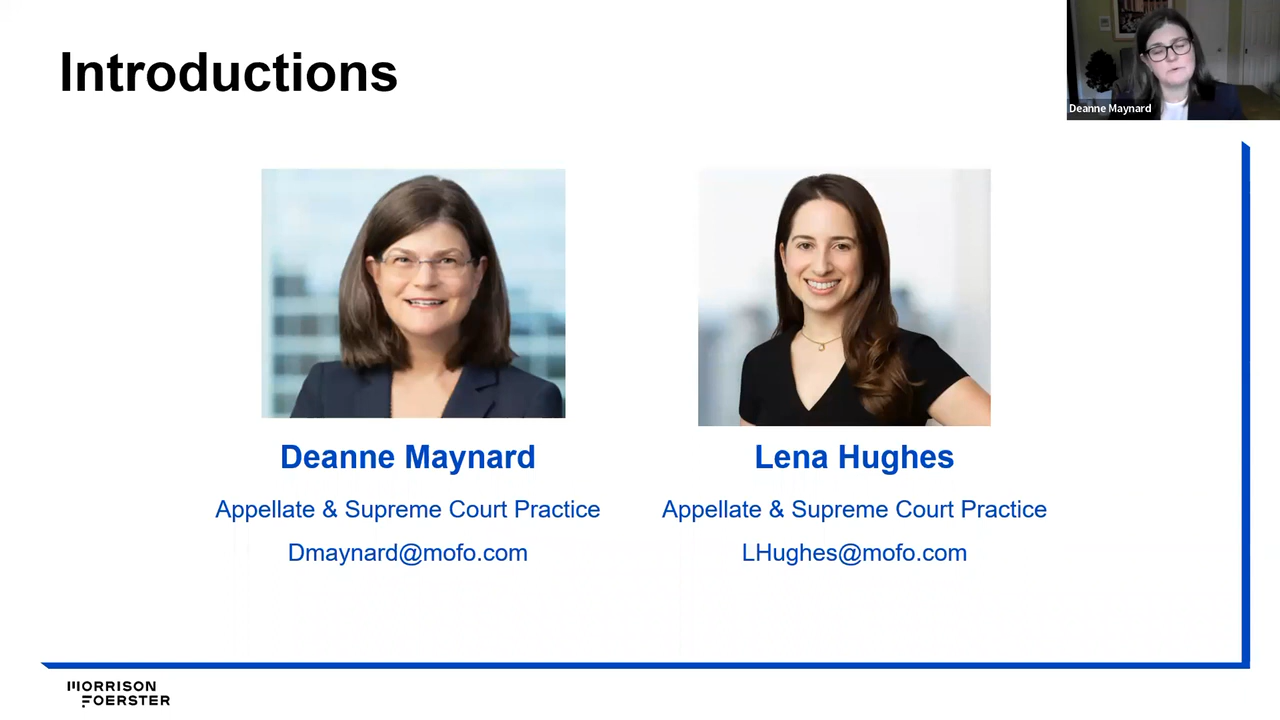 Introductions
Deanne Maynard
Deanne Maynard
Lena Hughes
Appellate & Supreme Court Practice
Appellate & Supreme Court Practice
Dmaynard@mofo.com
LHughes@mofo.com
MORRISON
FOERSTER